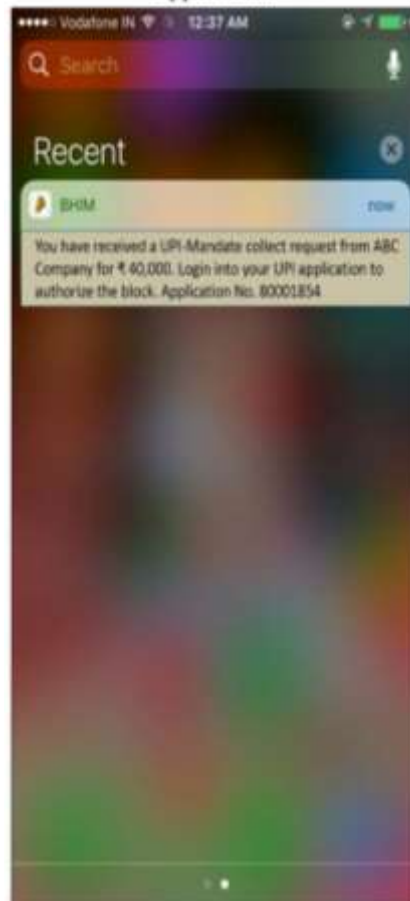 Vodafone IN 12:37 AM
Search
Recent
BHIM now
You have received a UPI-Mandate collect request from ABC
Company for ₹ 40,000. Login into your UPI application to
authorize the block. Application No. 80001854